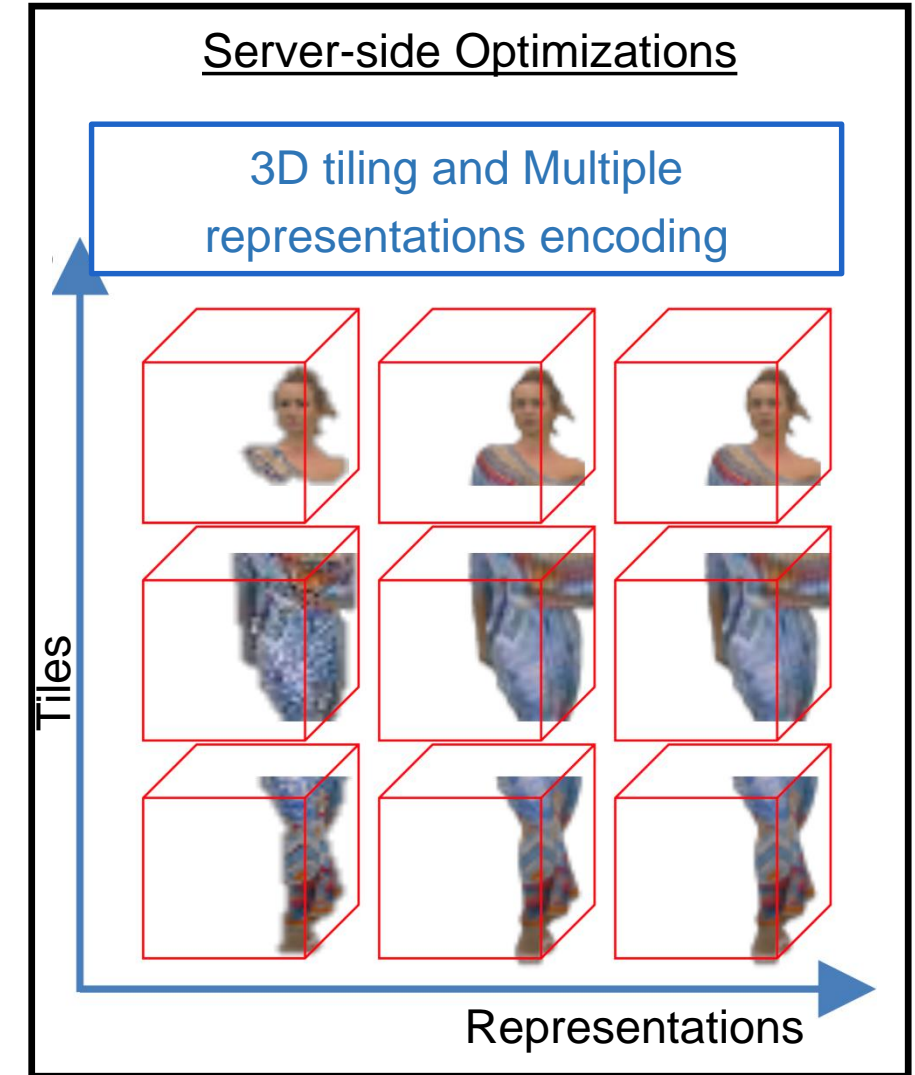 Server-side Optimizations
3D tiling and Multiple
representations encoding
Tiles
Representations